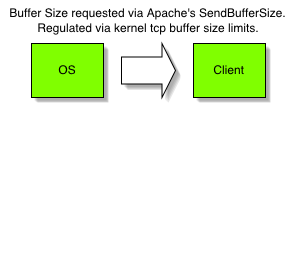 Buffer Size requested via Apache's SendBufferSize.
Regulated via kernel tcp buffer size limits.
OS
Client